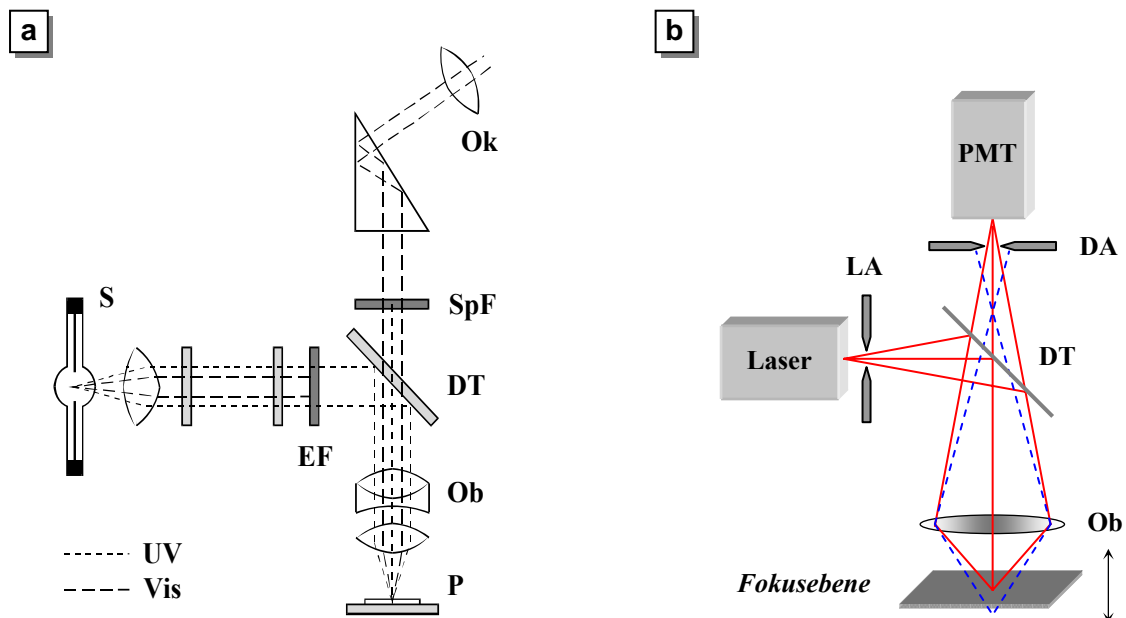 a
Ok
S
SpF
DT
EF
Ob
UV
Vis
P
b
PMT
DA
LA
Laser
DT
Ob
Fokusebene